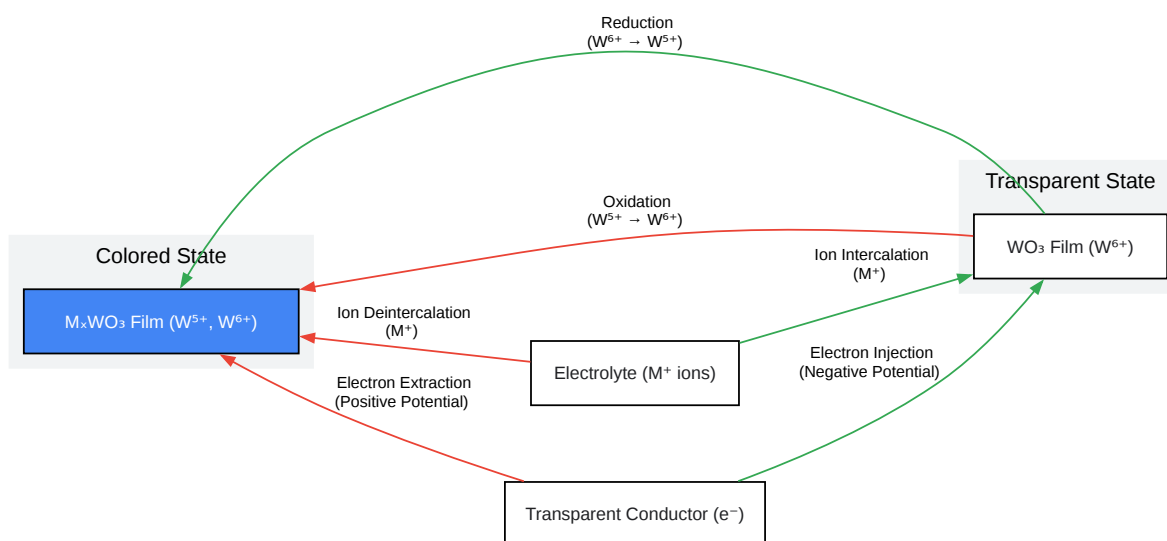 Reduction
(W⁶⁺ → W⁵⁺)
Transparent State
Oxidation
(W⁵⁺ → W⁶⁺)
WO₃ Film (W⁶⁺)
Colored State
Ion Intercalation
(M⁺)
MₓWO₃ Film (W⁵⁺, W⁶⁺)
Ion Deintercalation
(M⁺)
Electrolyte (M⁺ ions)
Electron Injection
(Negative Potential)
Electron Extraction
(Positive Potential)
Transparent Conductor (e⁻)